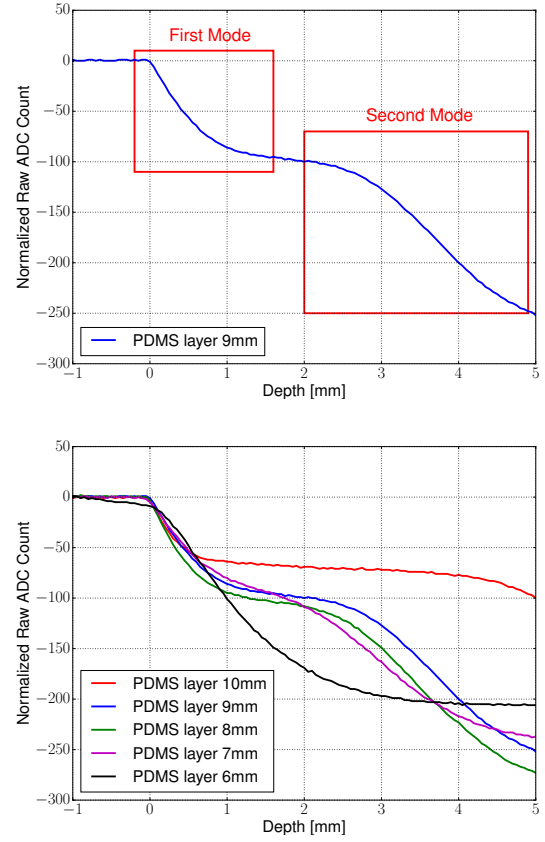 50
First Mode
0
−50
Second Mode
−100
−150
−200
−250
−300
Normalized Raw ADC Count
PDMS layer 9mm
−1 0 1 2 3 4 5
Depth [mm]
50
0
−50
−100
−150
−200
−250
−300
Normalized Raw ADC Count
PDMS layer 10mm
PDMS layer 9mm
PDMS layer 8mm
PDMS layer 7mm
PDMS layer 6mm
−1 0 1 2 3 4 5
Depth [mm]